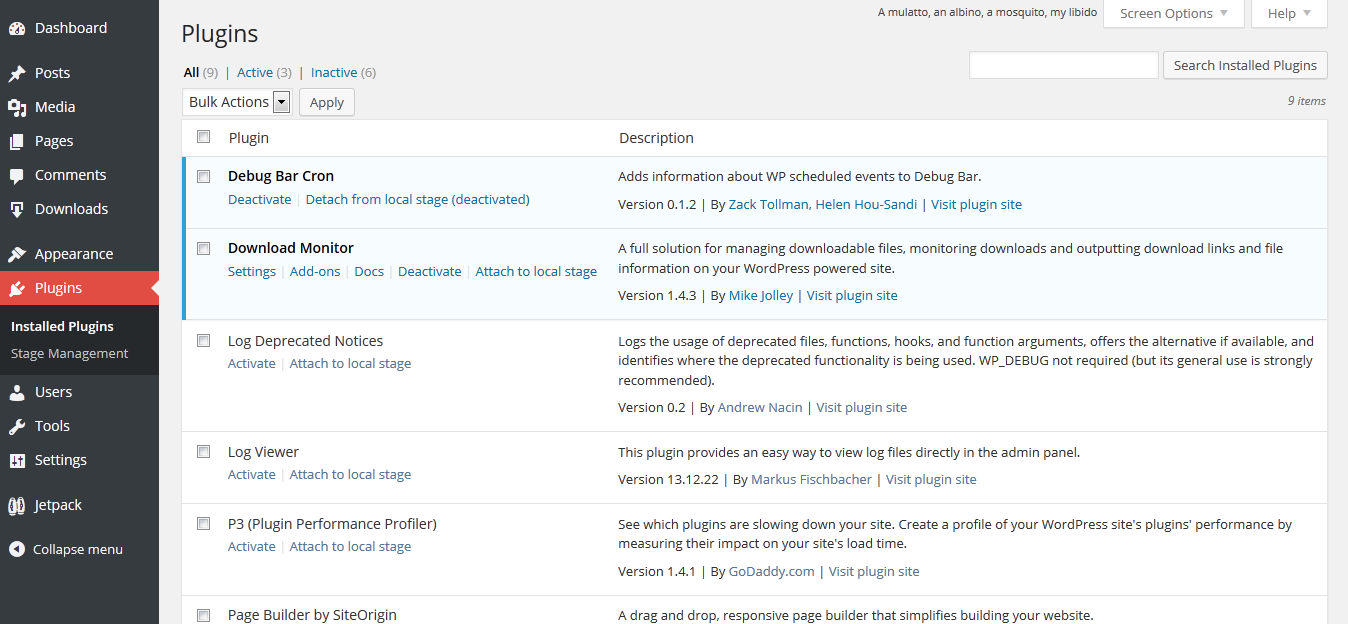 A mulatto, an albino, a mosquito, my libido
Screen Options
Help
Dashboard
Posts
Media
Pages
Comments
Downloads
Appearance
Plugins
Installed Plugins
Stage Management
Users
Tools
Settings
Jetpack
Collapse menu
Plugins
All (9) | Active (3) | Inactive (6)
Search Installed Plugins
Bulk Actions
Apply
9 items
Plugin
Description
Debug Bar Cron
Deactivate | Detach from local stage (deactivated)
Adds information about WP scheduled events to Debug Bar.
Version 0.1.2 | By Zack Tollman, Helen Hou-Sandi | Visit plugin site
Download Monitor
Settings | Add-ons | Docs | Deactivate | Attach to local stage
A full solution for managing downloadable files, monitoring downloads and outputting download links and file
information on your WordPress powered site.
Version 1.4.3 | By Mike Jolley | Visit plugin site
Log Deprecated Notices
Activate | Attach to local stage
Logs the usage of deprecated files, functions, hooks, and function arguments, offers the alternative if available, and
identifies where the deprecated functionality is being used. WP_DEBUG not required (but its general use is strongly
recommended).
Version 0.2 | By Andrew Nacin | Visit plugin site
Log Viewer
Activate | Attach to local stage
This plugin provides an easy way to view log files directly in the admin panel.
Version 13.12.22 | By Markus Fischbacher | Visit plugin site
P3 (Plugin Performance Profiler)
Activate | Attach to local stage
See which plugins are slowing down your site. Create a profile of your WordPress site's plugins' performance by
measuring their impact on your site's load time.
Version 1.4.1 | By GoDaddy.com | Visit plugin site
Page Builder by SiteOrigin
A drag and drop, responsive page builder that simplifies building your website.